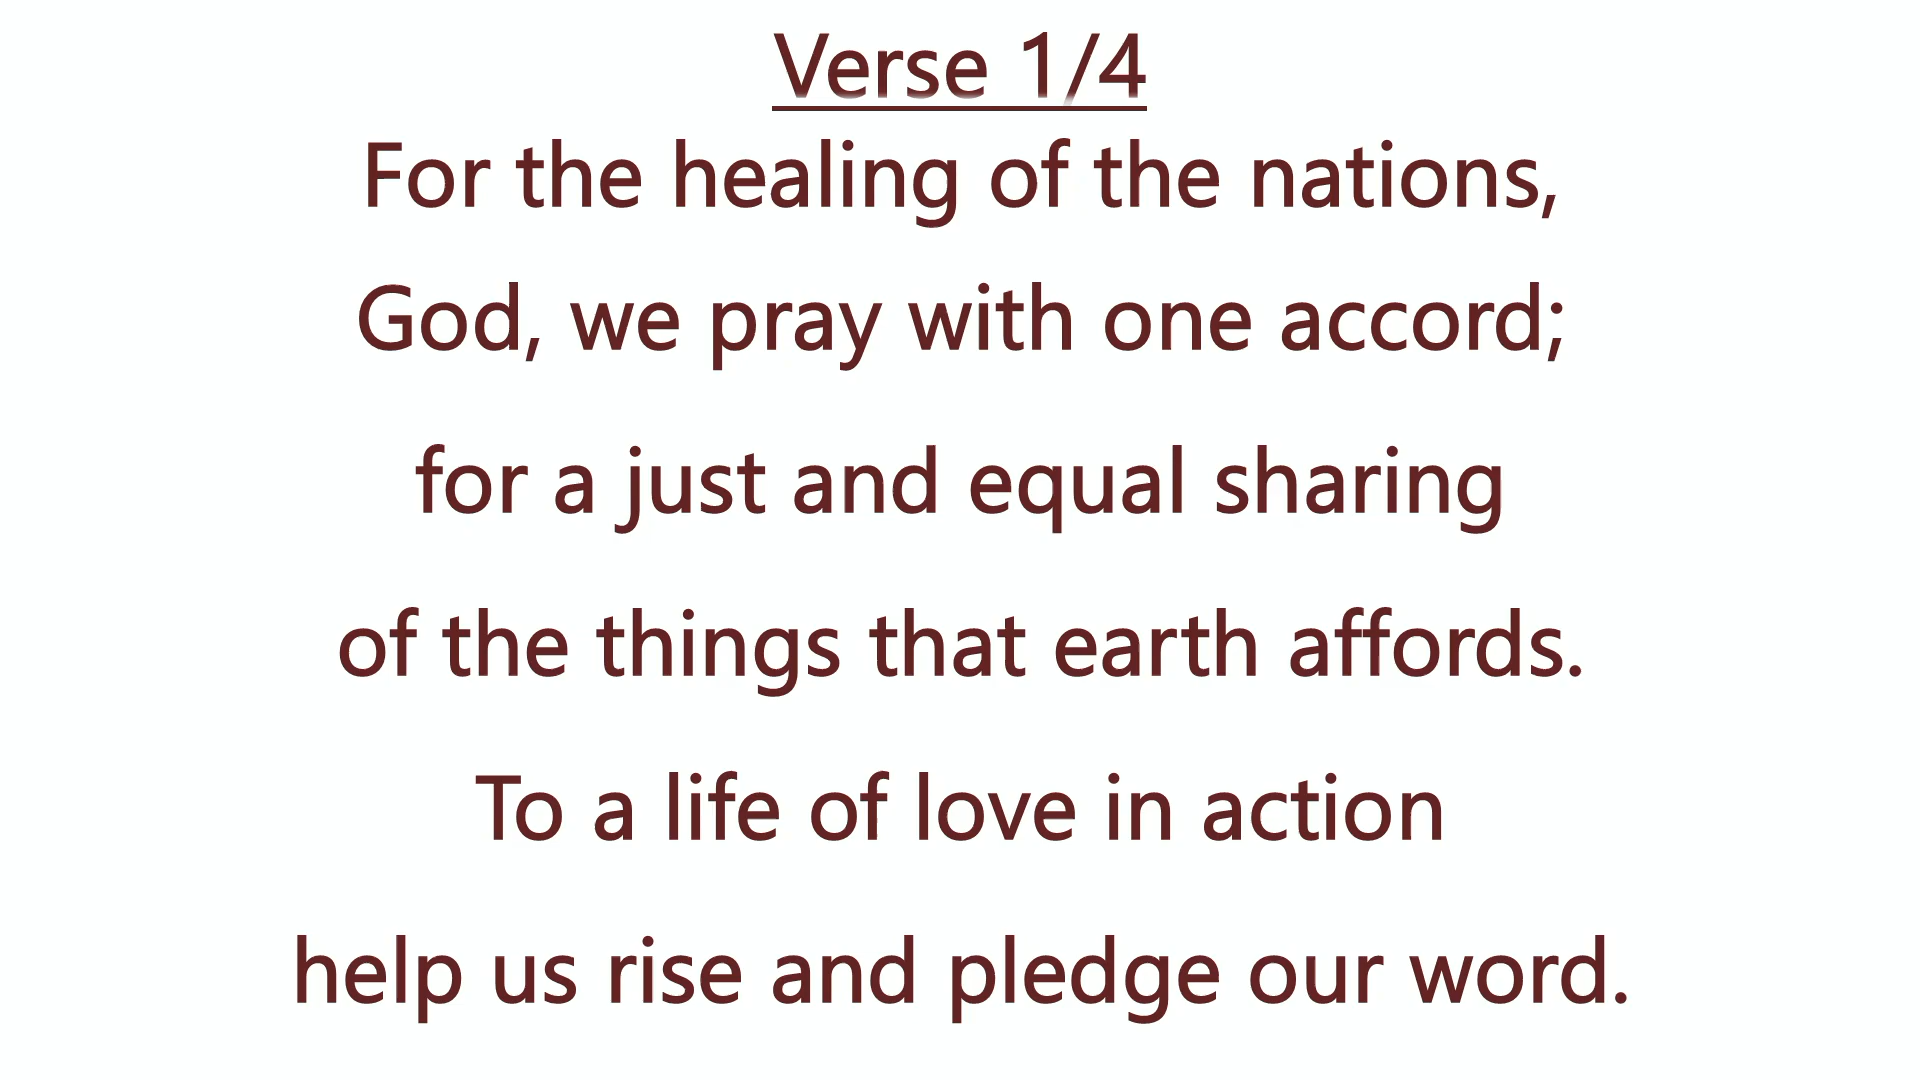 Verse 1/4
For the healing of the nations,
God, we pray with one accord;
for a just and equal sharing
of the things that earth affords.
To a life of love in action
help us rise and pledge our word.